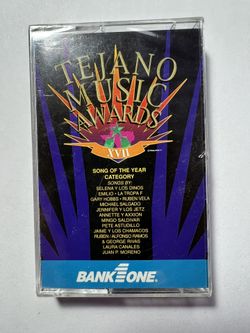 TEJANO
MUSIC
AWARDS
XVII
SONG OF THE YEAR
CATEGORY
SONGS BY:
SELENA Y LOS DINOS
EMILIO • LA TROPA F
GARY HOBBS • RUBEN VELA
MICHAEL SALGADO
JENNIFER Y LOS JETZ
ANNETTE Y AXXION
MINGO SALDIVAR
PETE ASTUDILLO
JAIME Y LOS CHAMACOS
RUBEN / ALFONSO RAMOS
& GEORGE RIVAS
LAURA CANALES
JUAN P. MORENO
BANK ONE